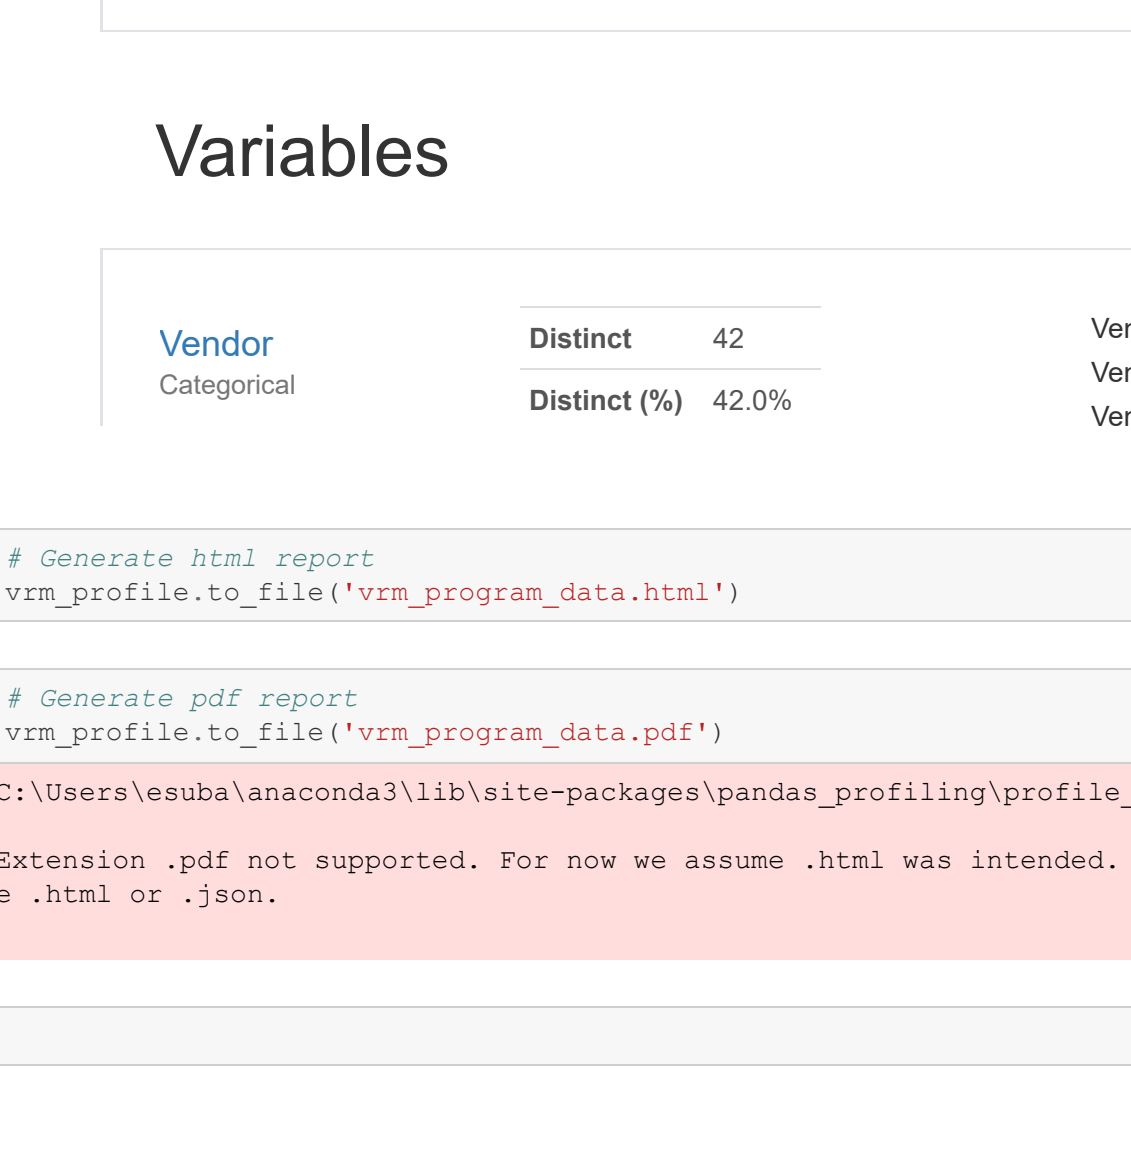 Variables
Vendor
Categorical
Distinct 42
Distinct (%) 42.0%
# Generate html report
vrm_profile.to_file('vrm_program_data.html')
# Generate pdf report
vrm_profile.to_file('vrm_program_data.pdf')
C:\Users\esuba\anaconda3\lib\site-packages\pandas_profiling\profile_
Extension .pdf not supported. For now we assume .html was intended.
e .html or .json.